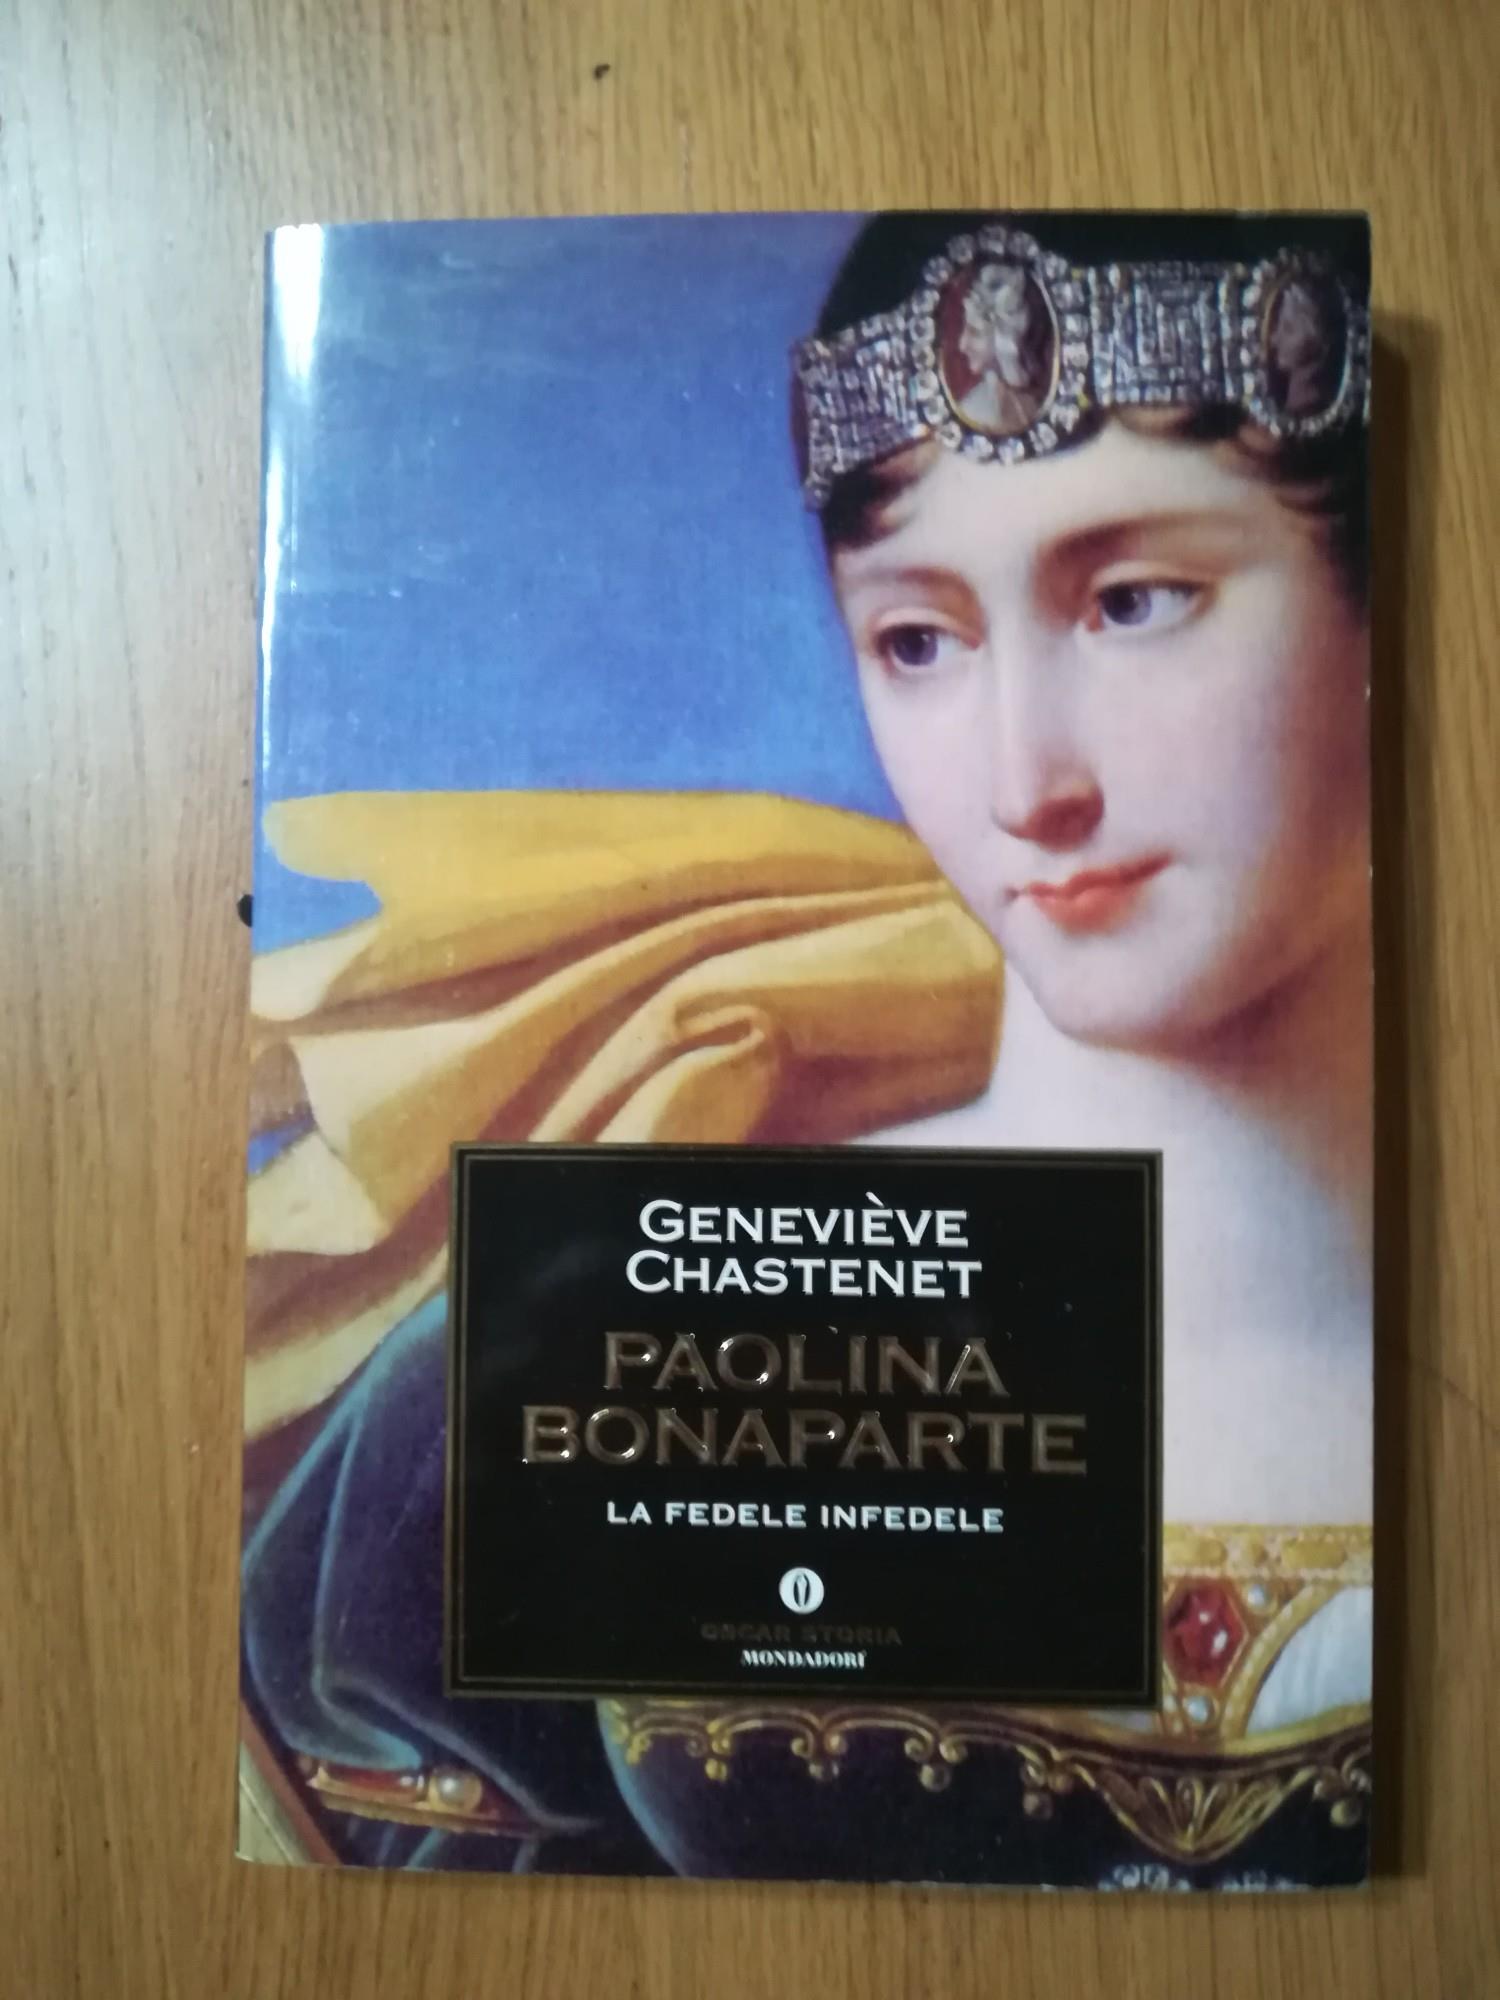 GENEVIÈVE
CHASTENET
PAOLINA
BONAPARTE
LA FEDELE INFEDELE
OSCAR STORIA
MONDADORI